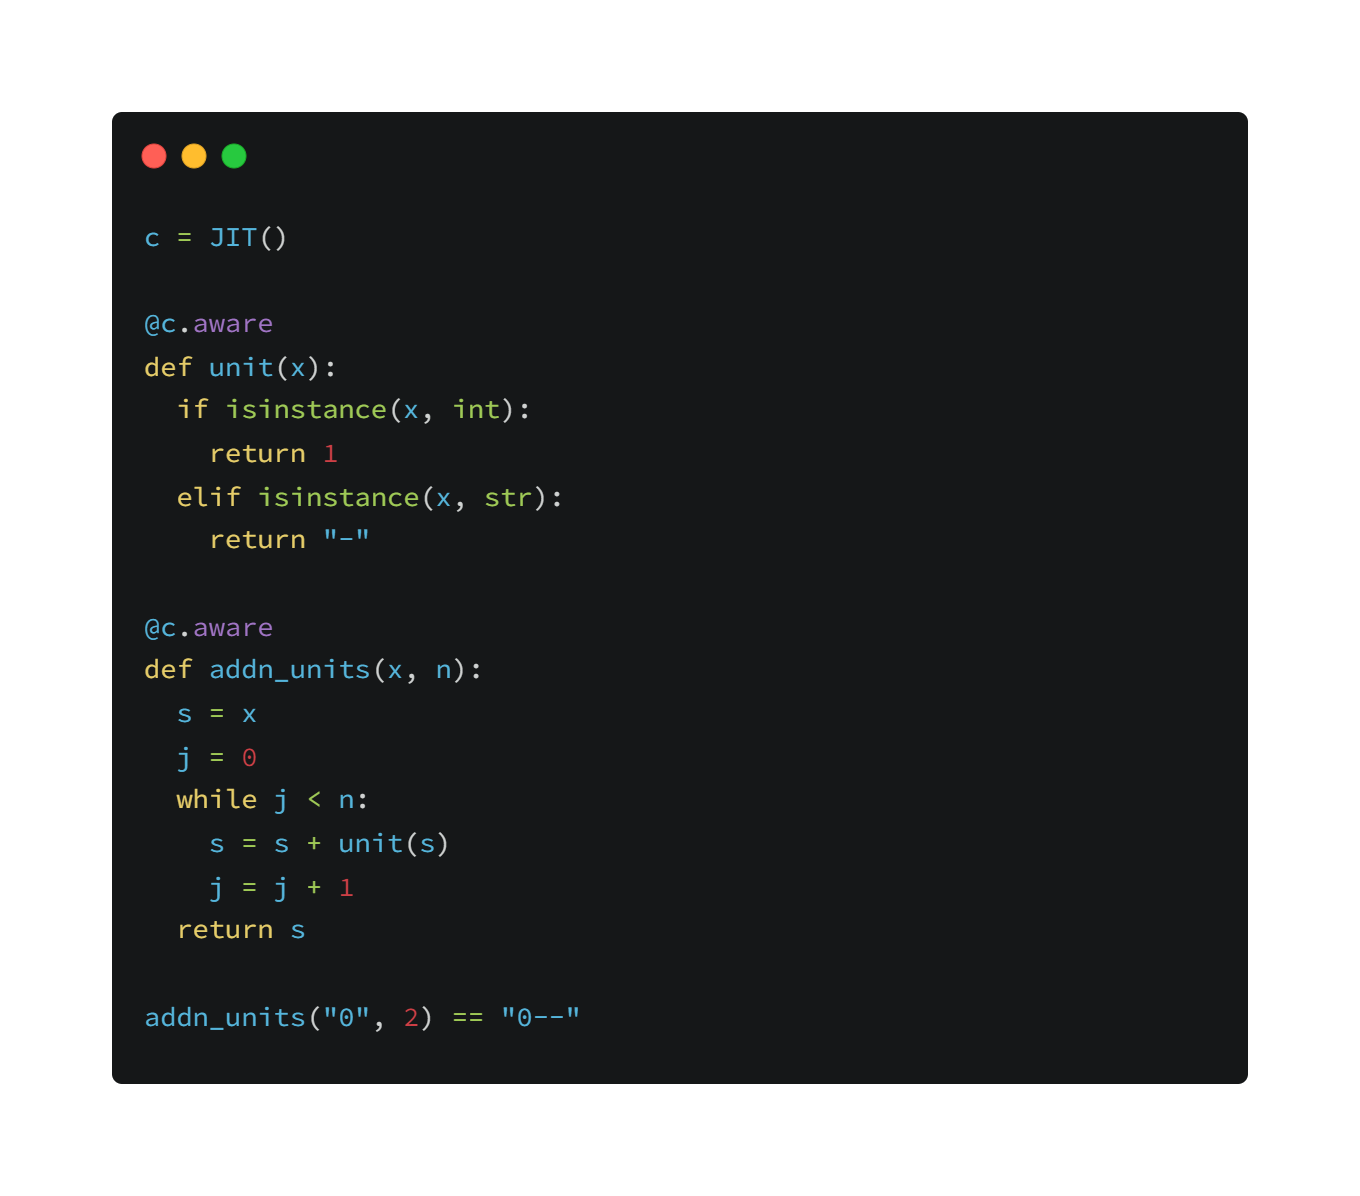 c = JIT()

@c.aware
def unit(x):
  if isinstance(x, int):
    return 1
  elif isinstance(x, str):
    return "-"

@c.aware
def addn_units(x, n):
  s = x
  j = 0
  while j < n:
    s = s + unit(s)
    j = j + 1
  return s

addn_units("0", 2) == "0--"